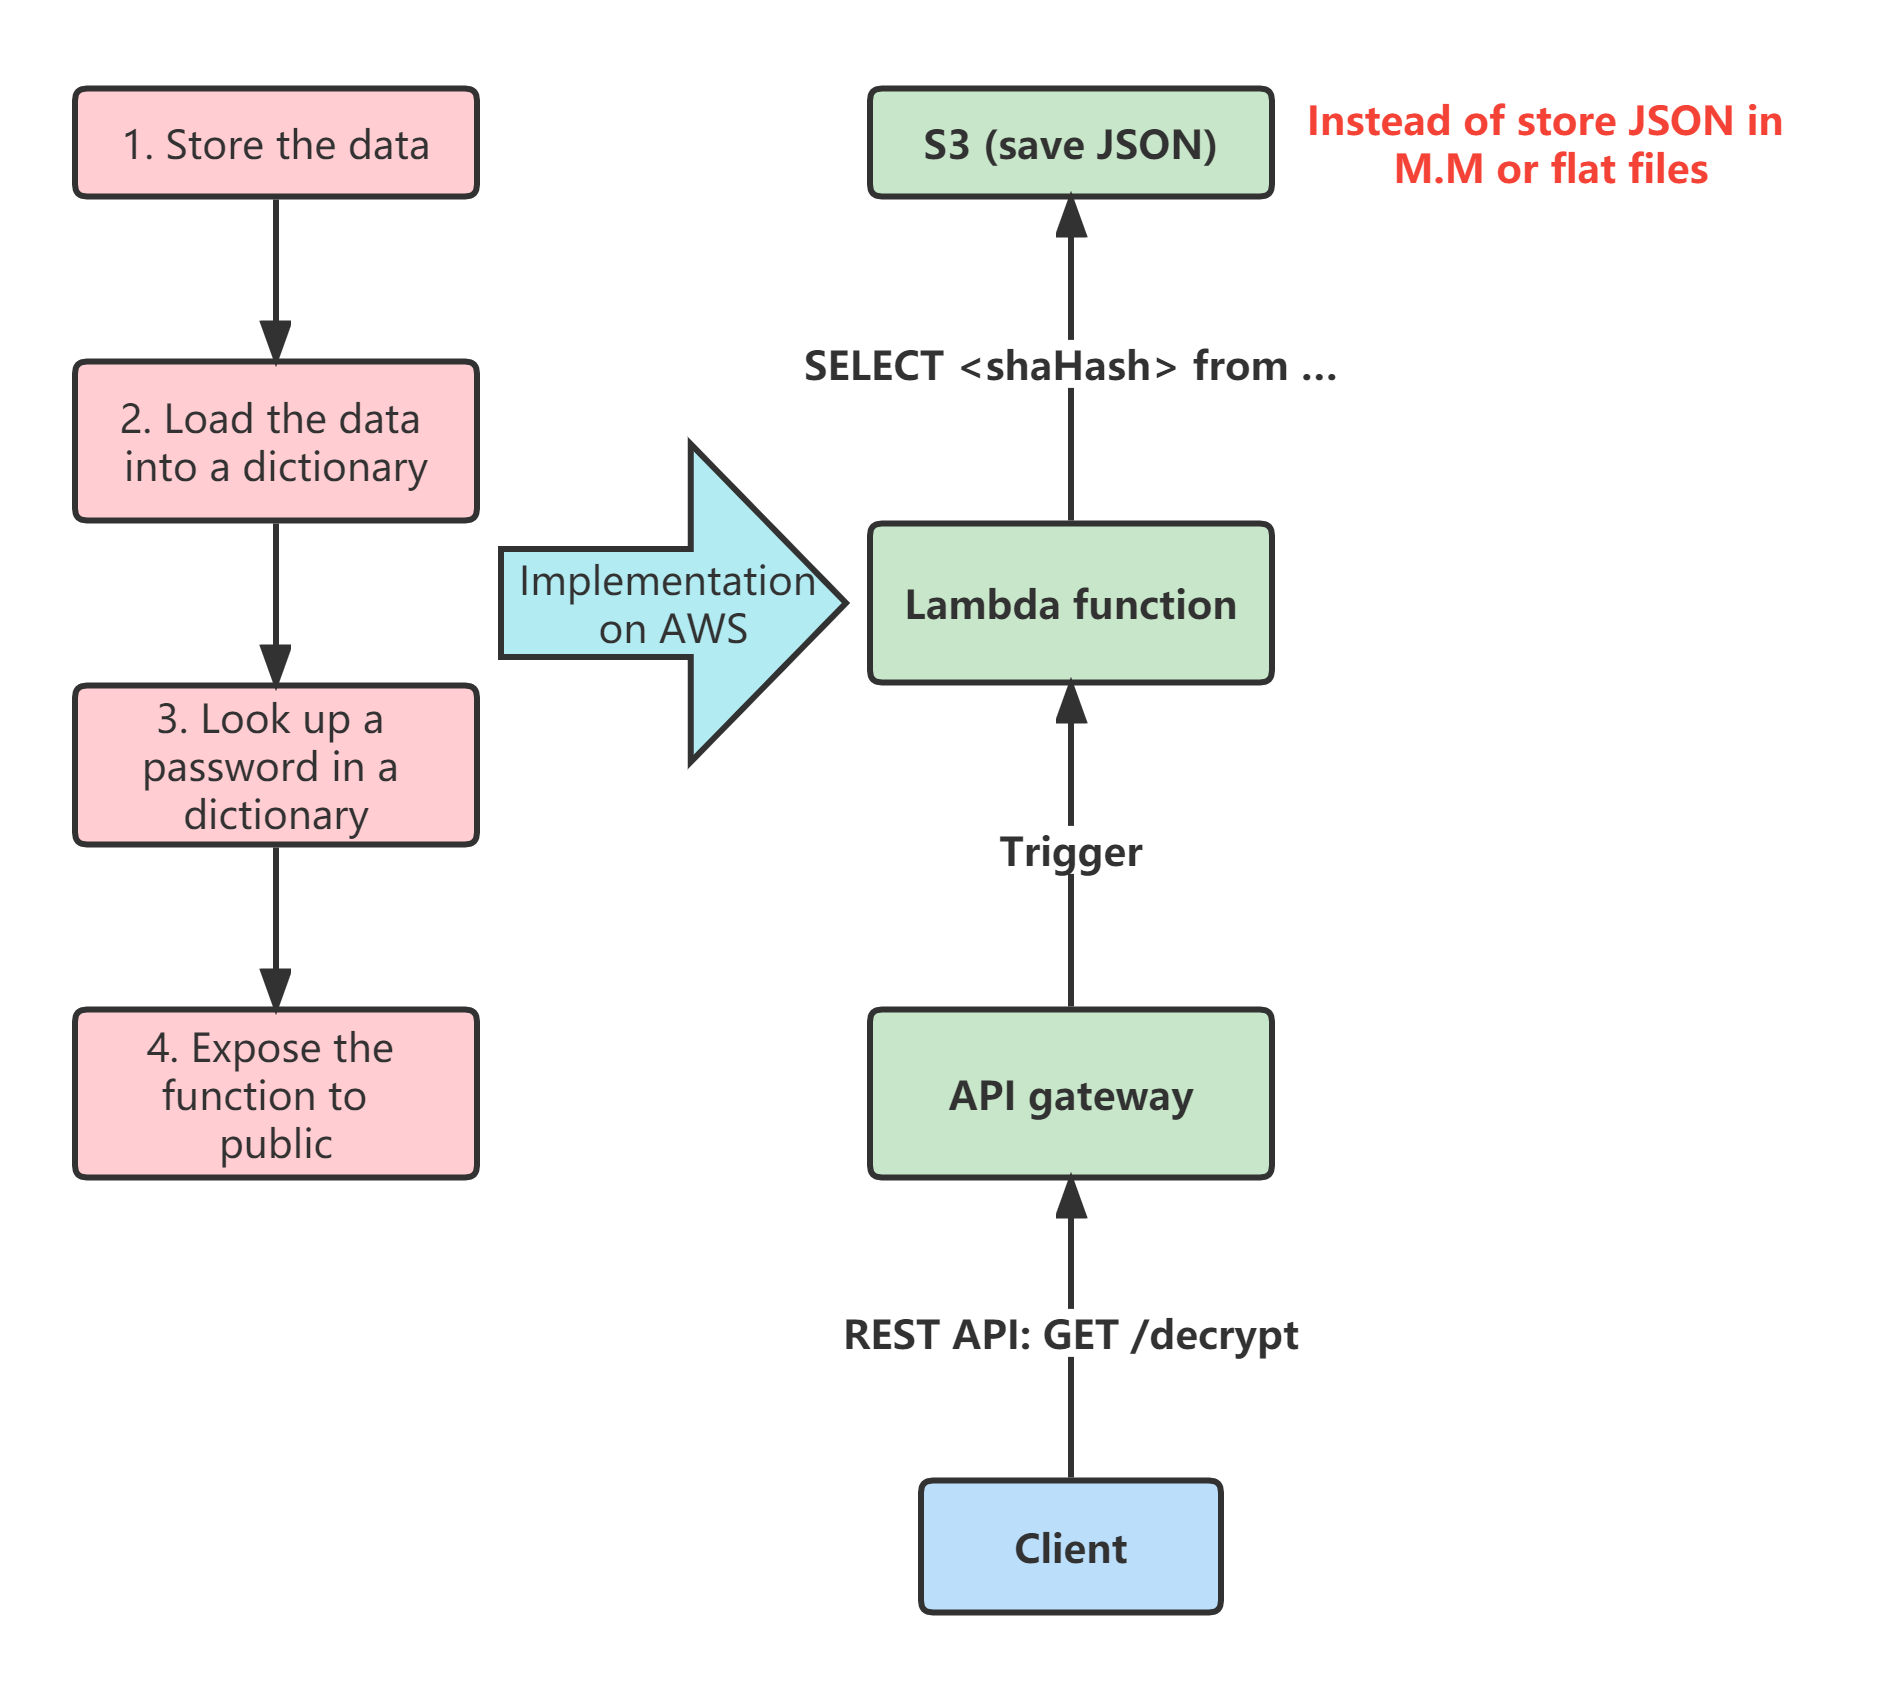 1. Store the data
2. Load the data
into a dictionary
3. Look up a
password in a
dictionary
4. Expose the
function to
public
Implementation
on AWS
S3 (save JSON)
Instead of store JSON in
M.M or flat files
SELECT <shaHash> from ...
Lambda function
Trigger
API gateway
REST API: GET /decrypt
Client